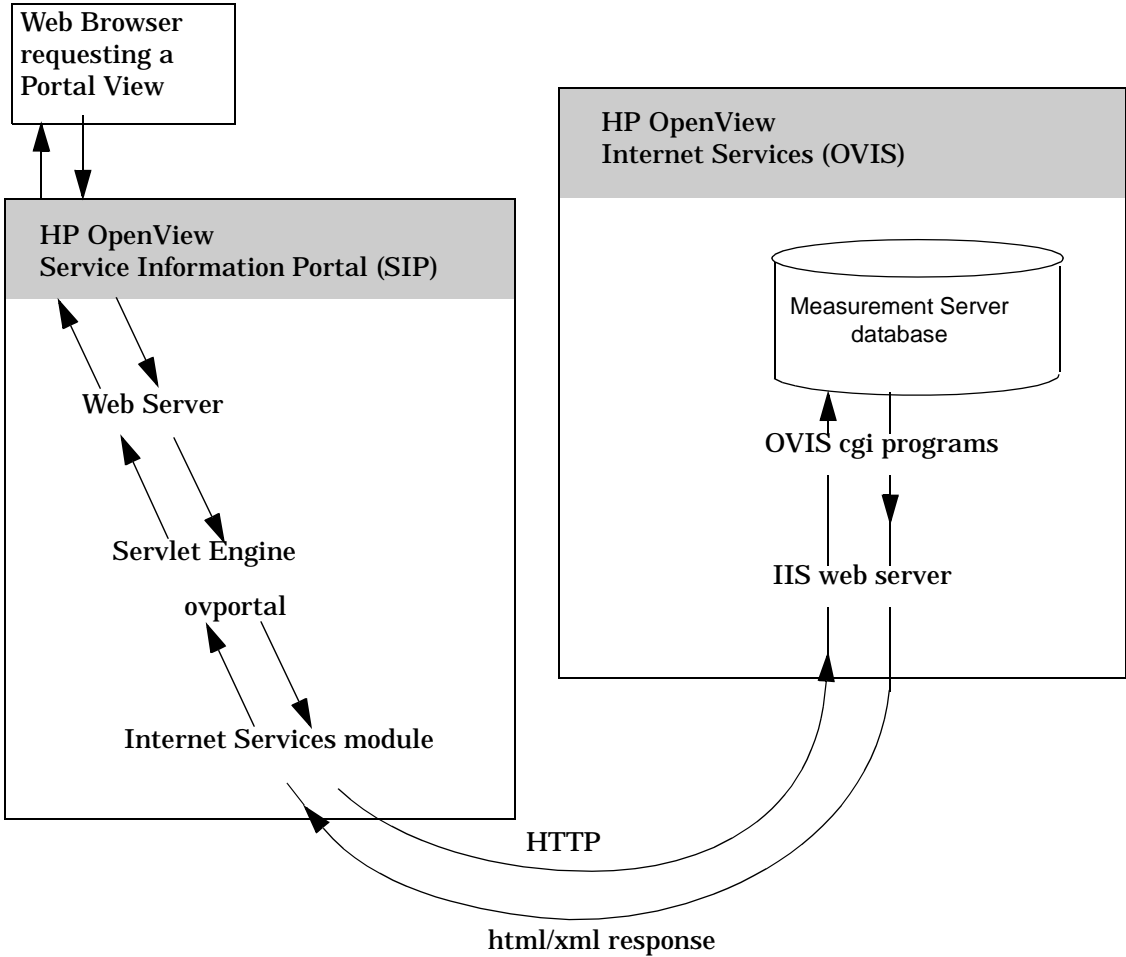 Web Browser
requesting a
Portal View
HP OpenView
Service Information Portal (SIP)
Web Server
Servlet Engine
ovportal
Internet Services module
HP OpenView
Internet Services (OVIS)
Measurement Server
database
OVIS cgi programs
IIS web server
HTTP
html/xml response